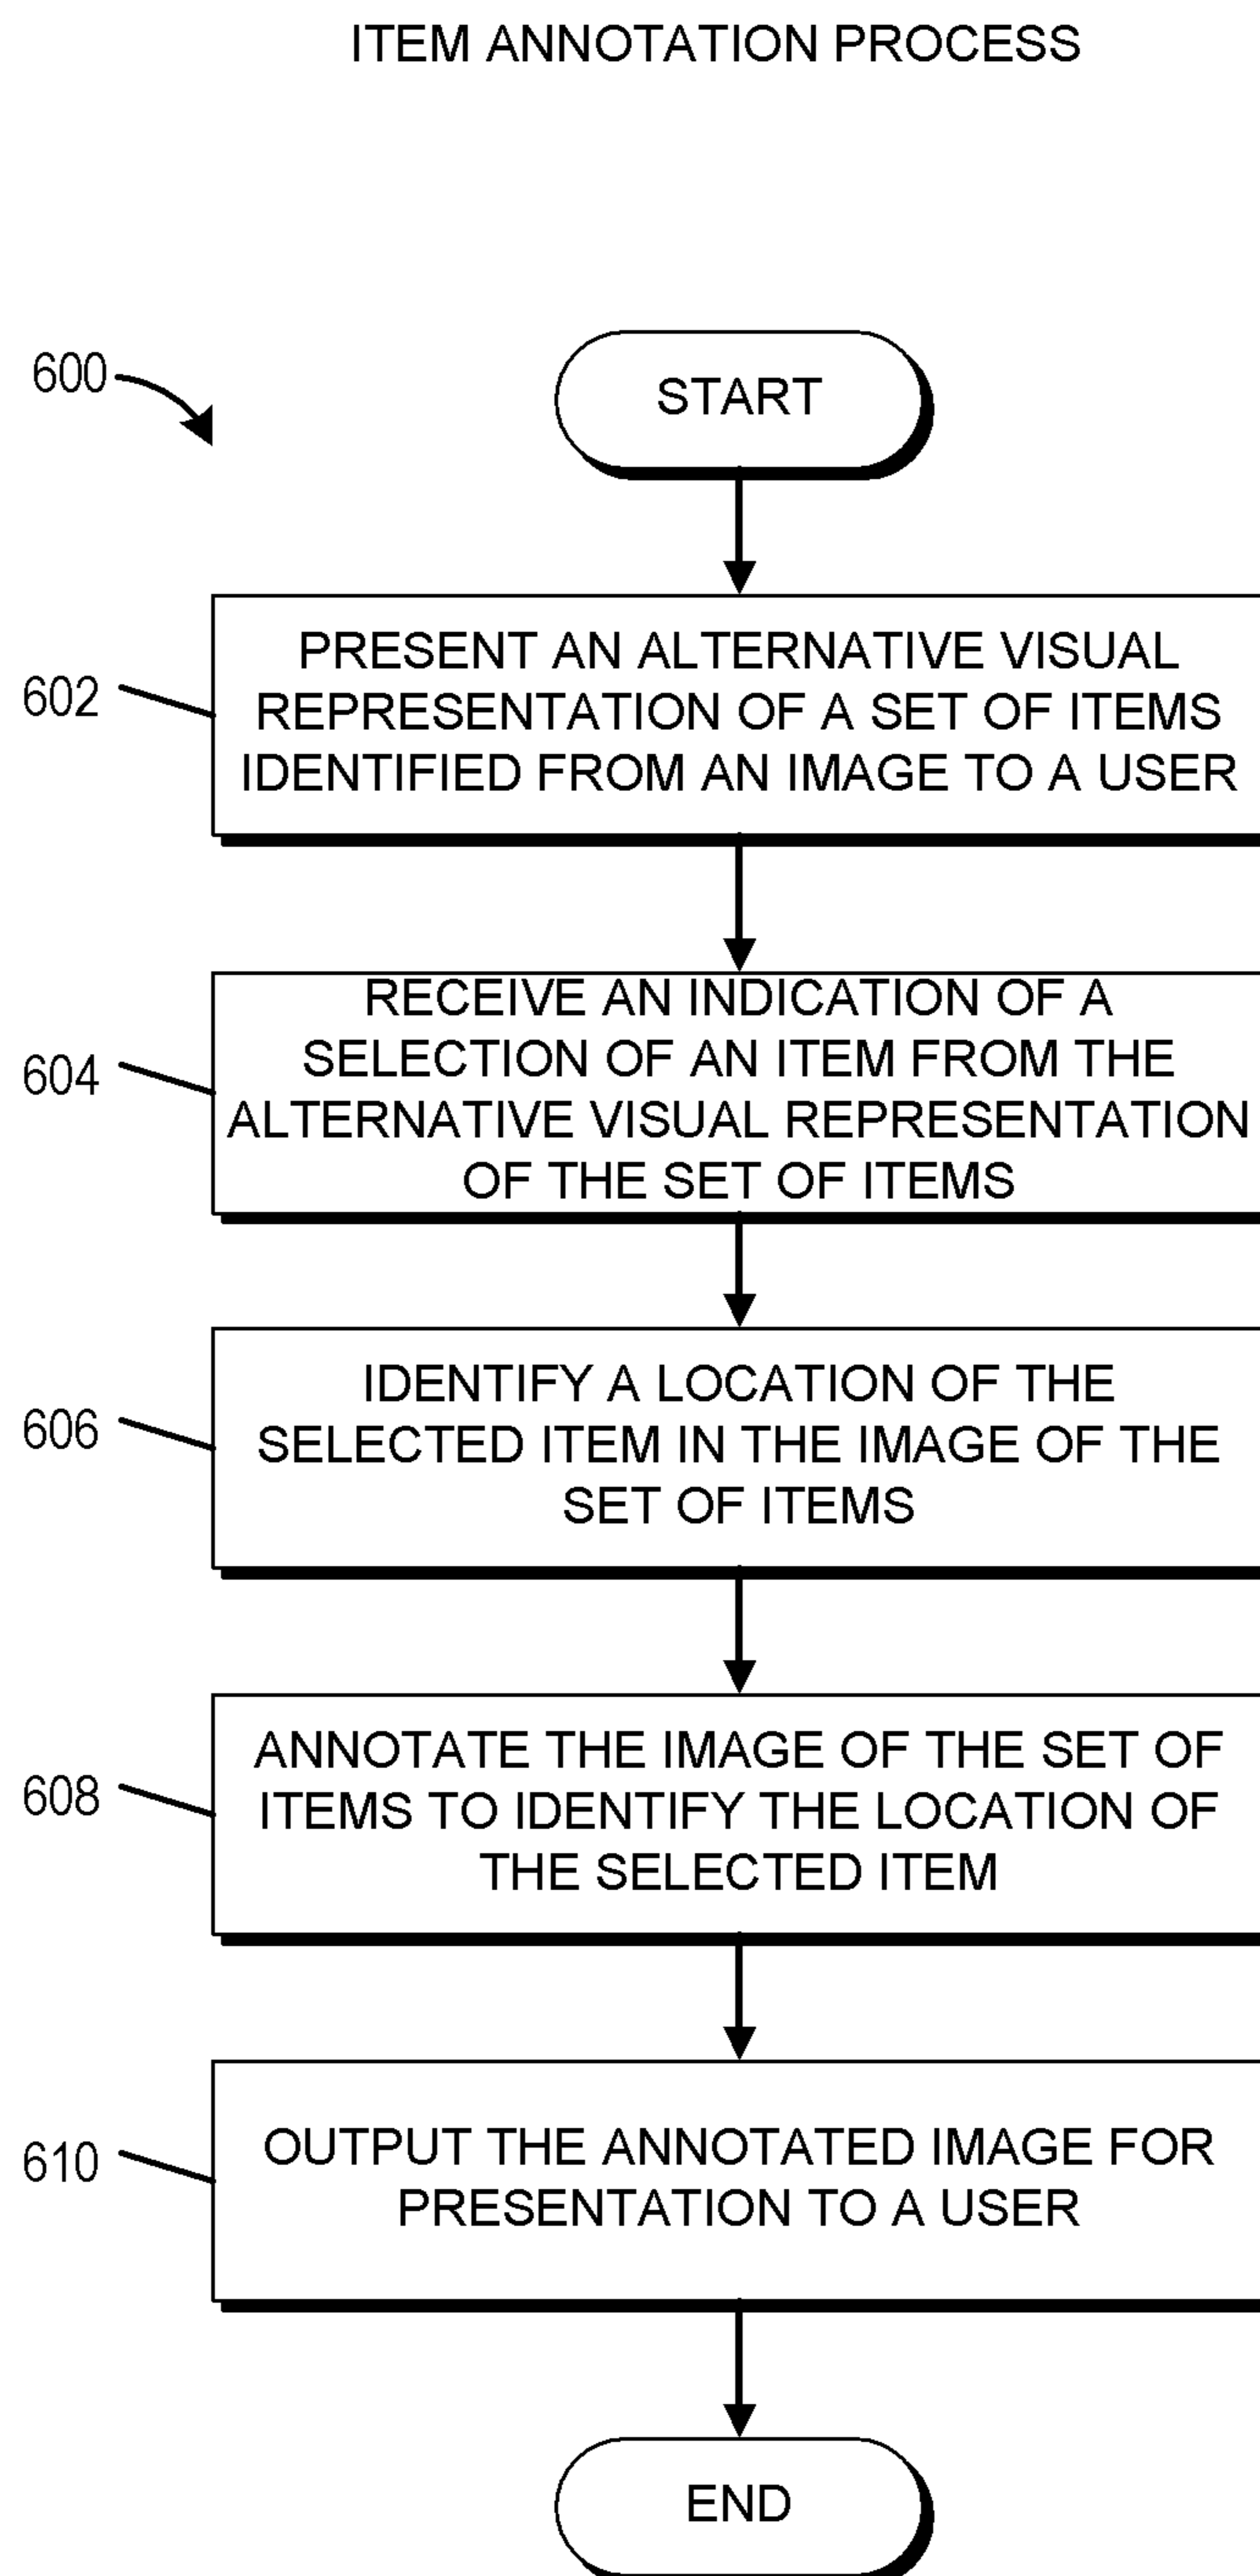 ITEM ANNOTATION PROCESS
600
START
602
PRESENT AN ALTERNATIVE VISUAL
REPRESENTATION OF A SET OF ITEMS
IDENTIFIED FROM AN IMAGE TO A USER
604
RECEIVE AN INDICATION OF A
SELECTION OF AN ITEM FROM THE
ALTERNATIVE VISUAL REPRESENTATION
OF THE SET OF ITEMS
606
IDENTIFY A LOCATION OF THE
SELECTED ITEM IN THE IMAGE OF THE
SET OF ITEMS
608
ANNOTATE THE IMAGE OF THE SET OF
ITEMS TO IDENTIFY THE LOCATION OF
THE SELECTED ITEM
610
OUTPUT THE ANNOTATED IMAGE FOR
PRESENTATION TO A USER
END